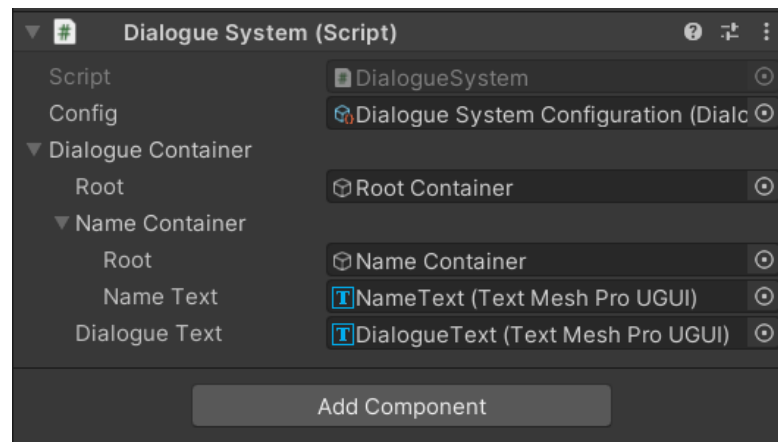 Dialogue System (Script)
Script DialogueSystem
Config Dialogue System Configuration (Dialo
Dialogue Container
Root Root Container
Name Container
Root Name Container
Name Text NameText (Text Mesh Pro UGUI)
Dialogue Text DialogueText (Text Mesh Pro UGUI)
Add Component